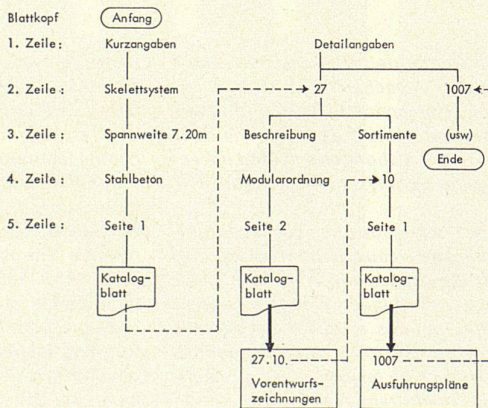 Blattkopf Anfang
1. Zeile: Kurzangaben Detailangaben
2. Zeile: Skelettsystem 27 1007
3. Zeile: Spannweite 7.20m Beschreibung Sortimente (usw)
Ende
4. Zeile: Stahlbeton Modularordnung 10
5. Zeile: Seite 1 Seite 2 Seite 1
Katalog- Katalog- Katalog-
blatt blatt blatt
27.10. 1007
Vorentwurfs- Ausfuhrungspläne
zeichnungen